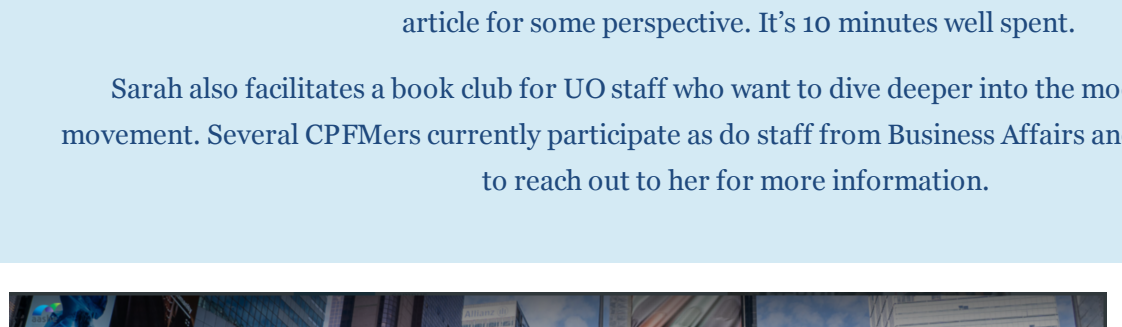 article for some perspective. It’s 10 minutes well spent.
Sarah also facilitates a book club for UO staff who want to dive deeper into the
movement. Several CPFMers currently participate as do staff from Business Affairs
to reach out to her for more information.
Allianz